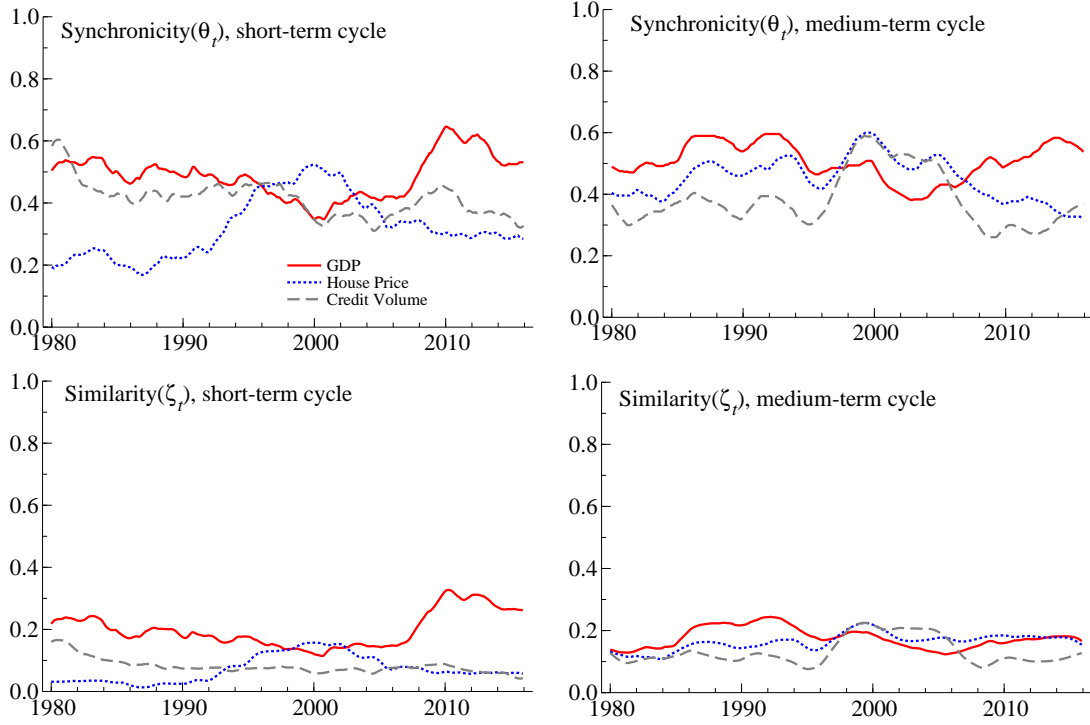 Synchronicity(θt), short-term cycle
1.0
0.8
0.6
0.4
0.2
0.0
GDP
House Price
Credit Volume
1980 1990 2000 2010
Synchronicity(θt), medium-term cycle
1.0
0.8
0.6
0.4
0.2
0.0
1980 1990 2000 2010
Similarity(ζt), short-term cycle
1.0
0.8
0.6
0.4
0.2
0.0
1980 1990 2000 2010
Similarity(ζt), medium-term cycle
1.0
0.8
0.6
0.4
0.2
0.0
1980 1990 2000 2010